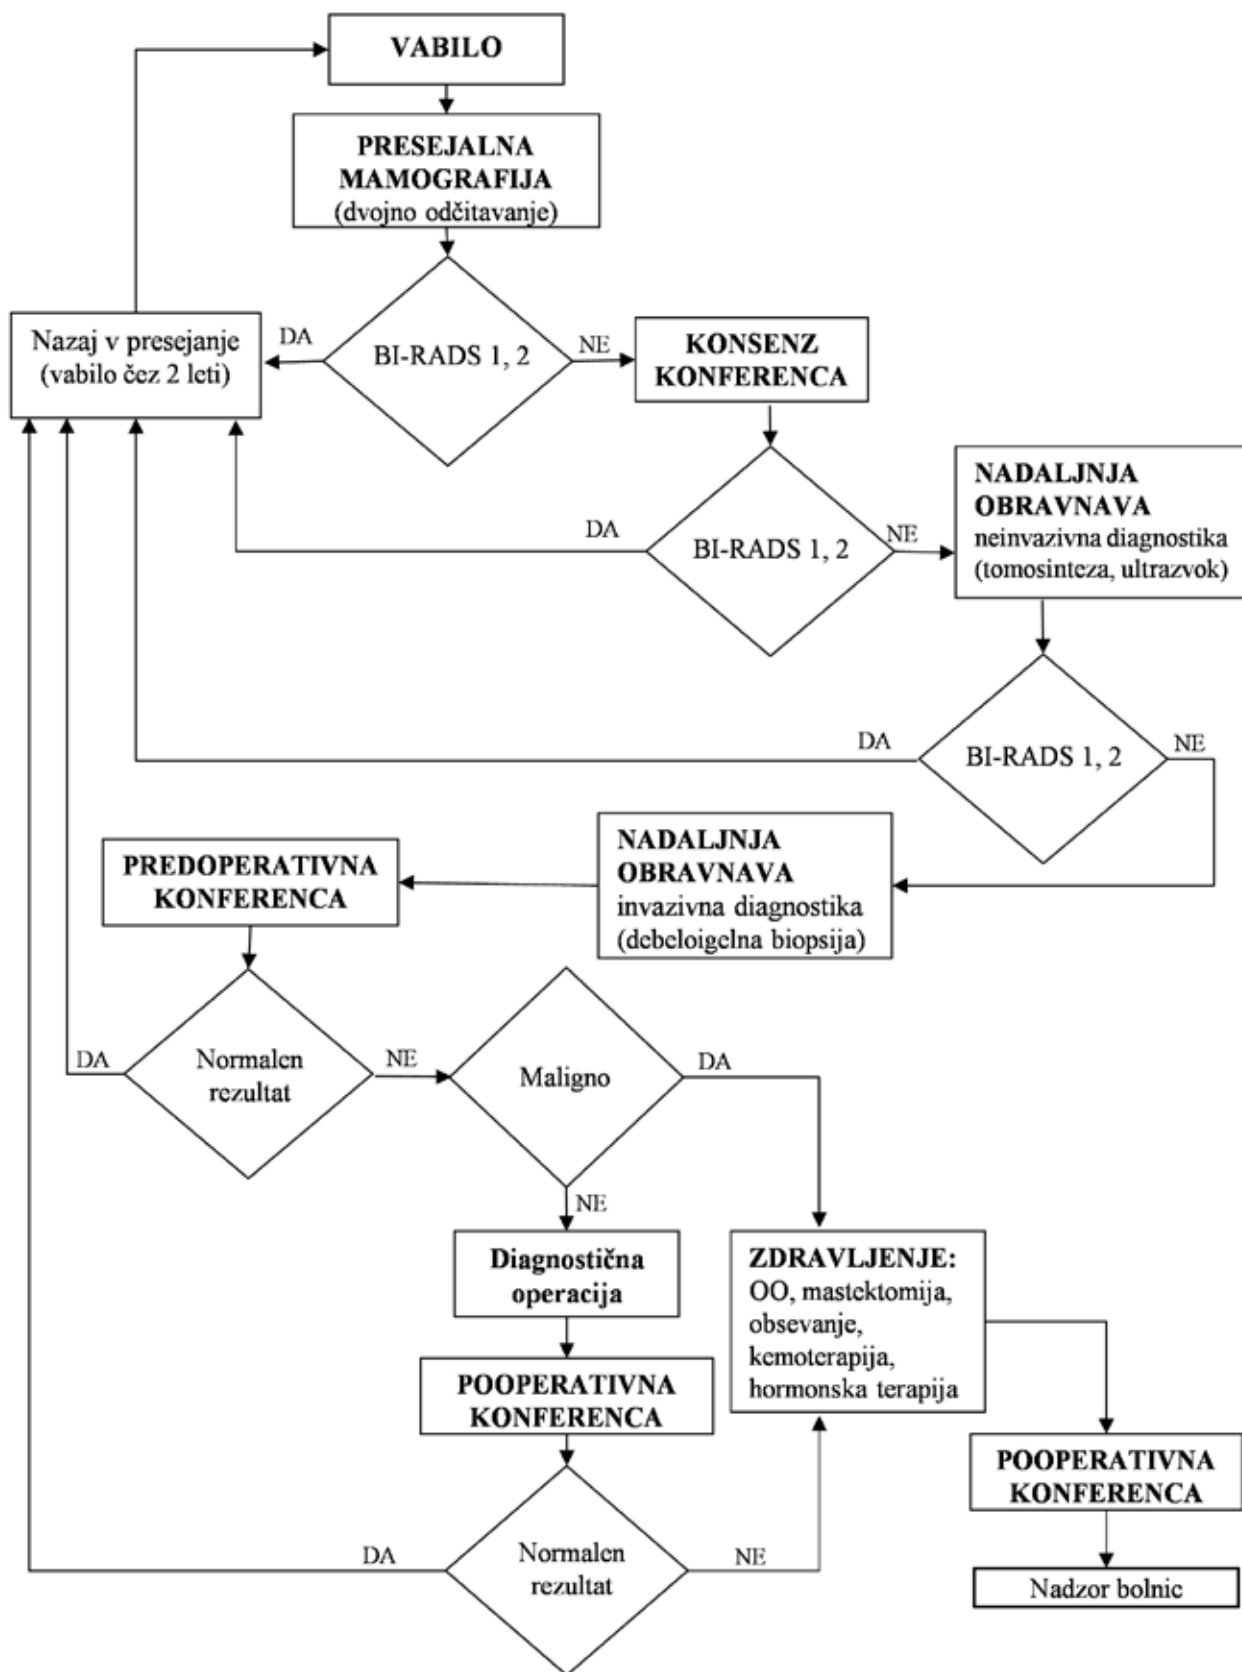 VABILO
PRESEJALNA
MAMOGRAFIJA
(dvojno odčitavanje)
Nazaj v presejanje
(vabilo čez 2 leti)
DA
BI-RADS 1, 2
NE
KONSENZ
KONFERENCA
DA
BI-RADS 1, 2
NE
NADALJNJA
OBRAVNAVA
neinvazivna diagnostika
(tomosinteza, ultrazvok)
DA
BI-RADS 1, 2
NE
NADALJNJA
OBRAVNAVA
invazivna diagnostika
(debeloigelna biopsija)
PREDOPERATIVNA
KONFERENCA
DA
Normalen
rezultat
NE
Maligno
DA
NE
Diagnostična
operacija
POOPERATIVNA
KONFERENCA
DA
Normalen
rezultat
NE
ZDRAVLJENJE:
OO, mastektomija,
obsevanje,
kemoterapija,
hormonska terapija
POOPERATIVNA
KONFERENCA
Nadzor bolnic